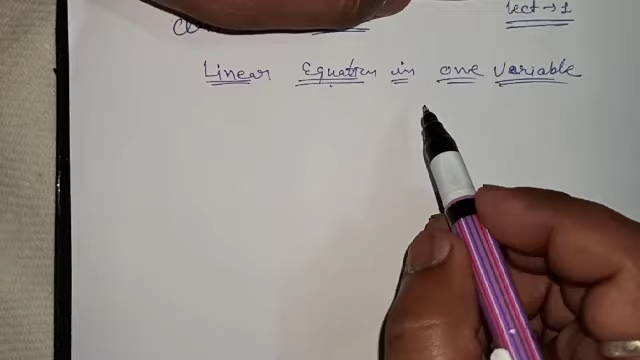 Lect → 1
Linear Equation in one Variable